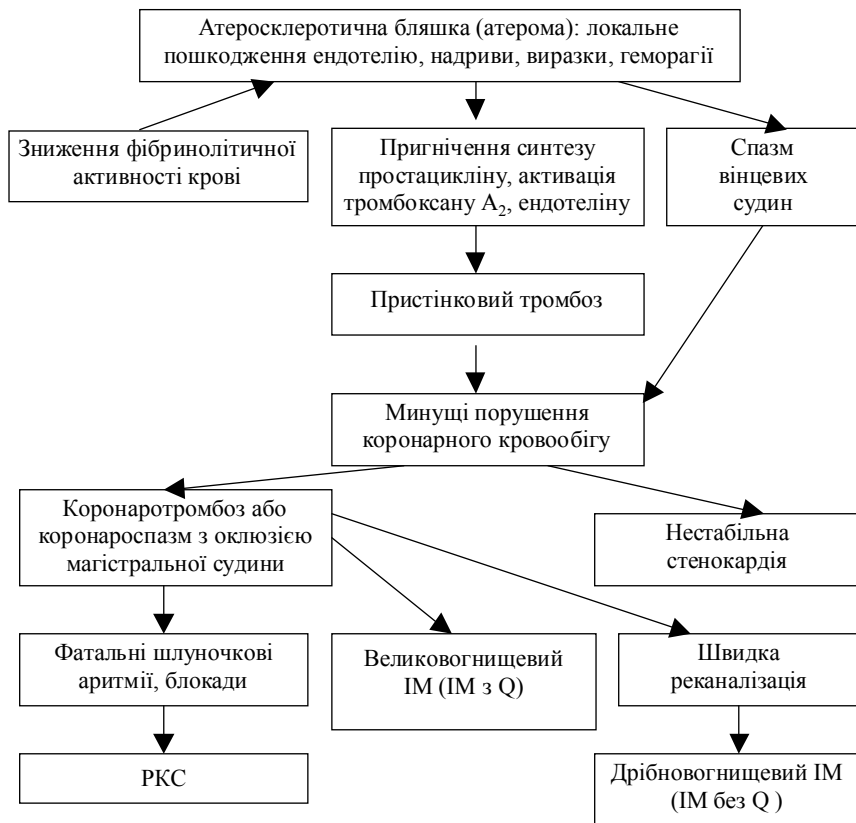 Атеросклеротична бляшка (атерома): локальне
пошкодження ендотелію, надриви, виразки, геморагії
Зниження фібринолітичної
активності крові
Пригнічення синтезу
простацикліну, активація
тромбоксану А₂, ендотеліну
Спазм
вінцевих
судин
Пристінковий тромбоз
Минущі порушення
коронарного кровообігу
Коронаротромбоз або
коронароспазм з оклюзією
магістральної судини
Нестабільна
стенокардія
Фатальні шлуночкові
аритмії, блокади
Великовогнищевий
ІМ (ІМ з Q)
Швидка
реканалізація
РКС
Дрібновогнищевий ІМ
(ІМ без Q )